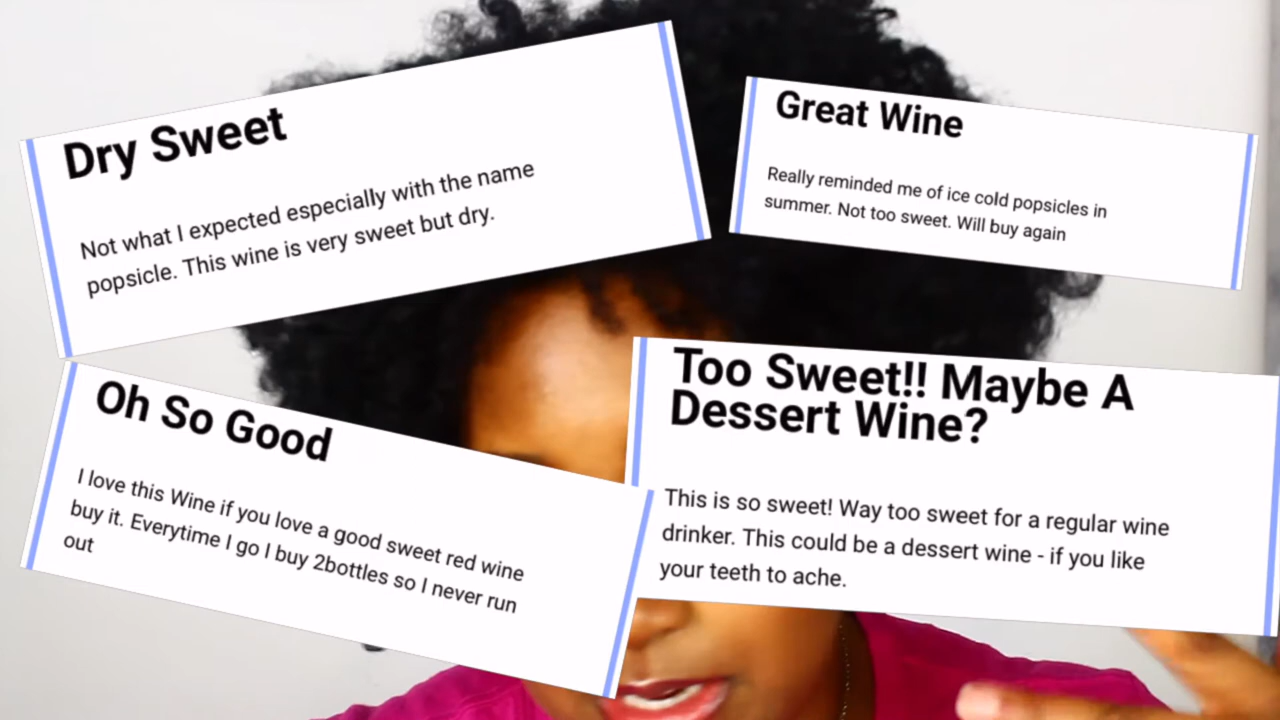 Dry Sweet
Not what I expected especially with the name
popsicle. This wine is very sweet but dry.
Great Wine
Really reminded me of ice cold popsicles in
summer. Not too sweet. Will buy again
Oh So Good
I love this Wine if you love a good sweet red wine
buy it. Everytime I go I buy 2bottles so I never run
out
Too Sweet!! Maybe A
Dessert Wine?
This is so sweet! Way too sweet for a regular wine
drinker. This could be a dessert wine - if you like
your teeth to ache.